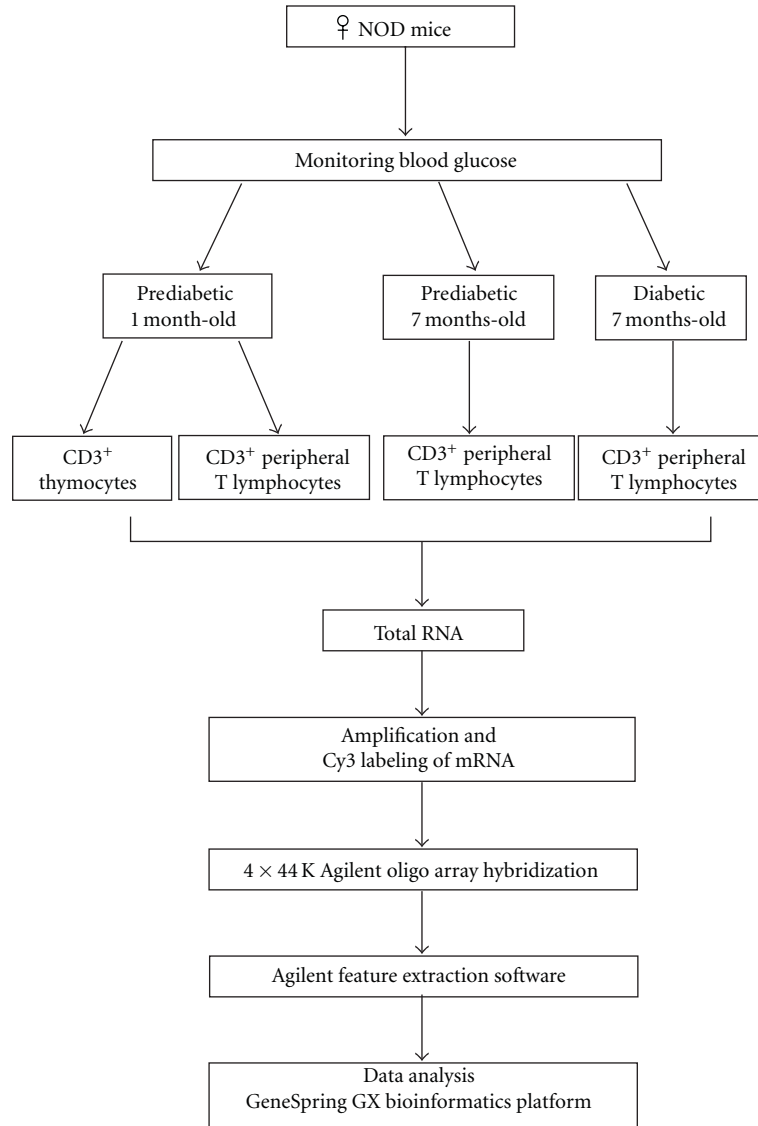 ♀ NOD mice
Monitoring blood glucose
Prediabetic
1 month-old
Prediabetic
7 months-old
Diabetic
7 months-old
CD3⁺
thymocytes
CD3⁺ peripheral
T lymphocytes
CD3⁺ peripheral
T lymphocytes
CD3⁺ peripheral
T lymphocytes
Total RNA
Amplification and
Cy3 labeling of mRNA
4 × 44 K Agilent oligo array hybridization
Agilent feature extraction software
Data analysis
GeneSpring GX bioinformatics platform